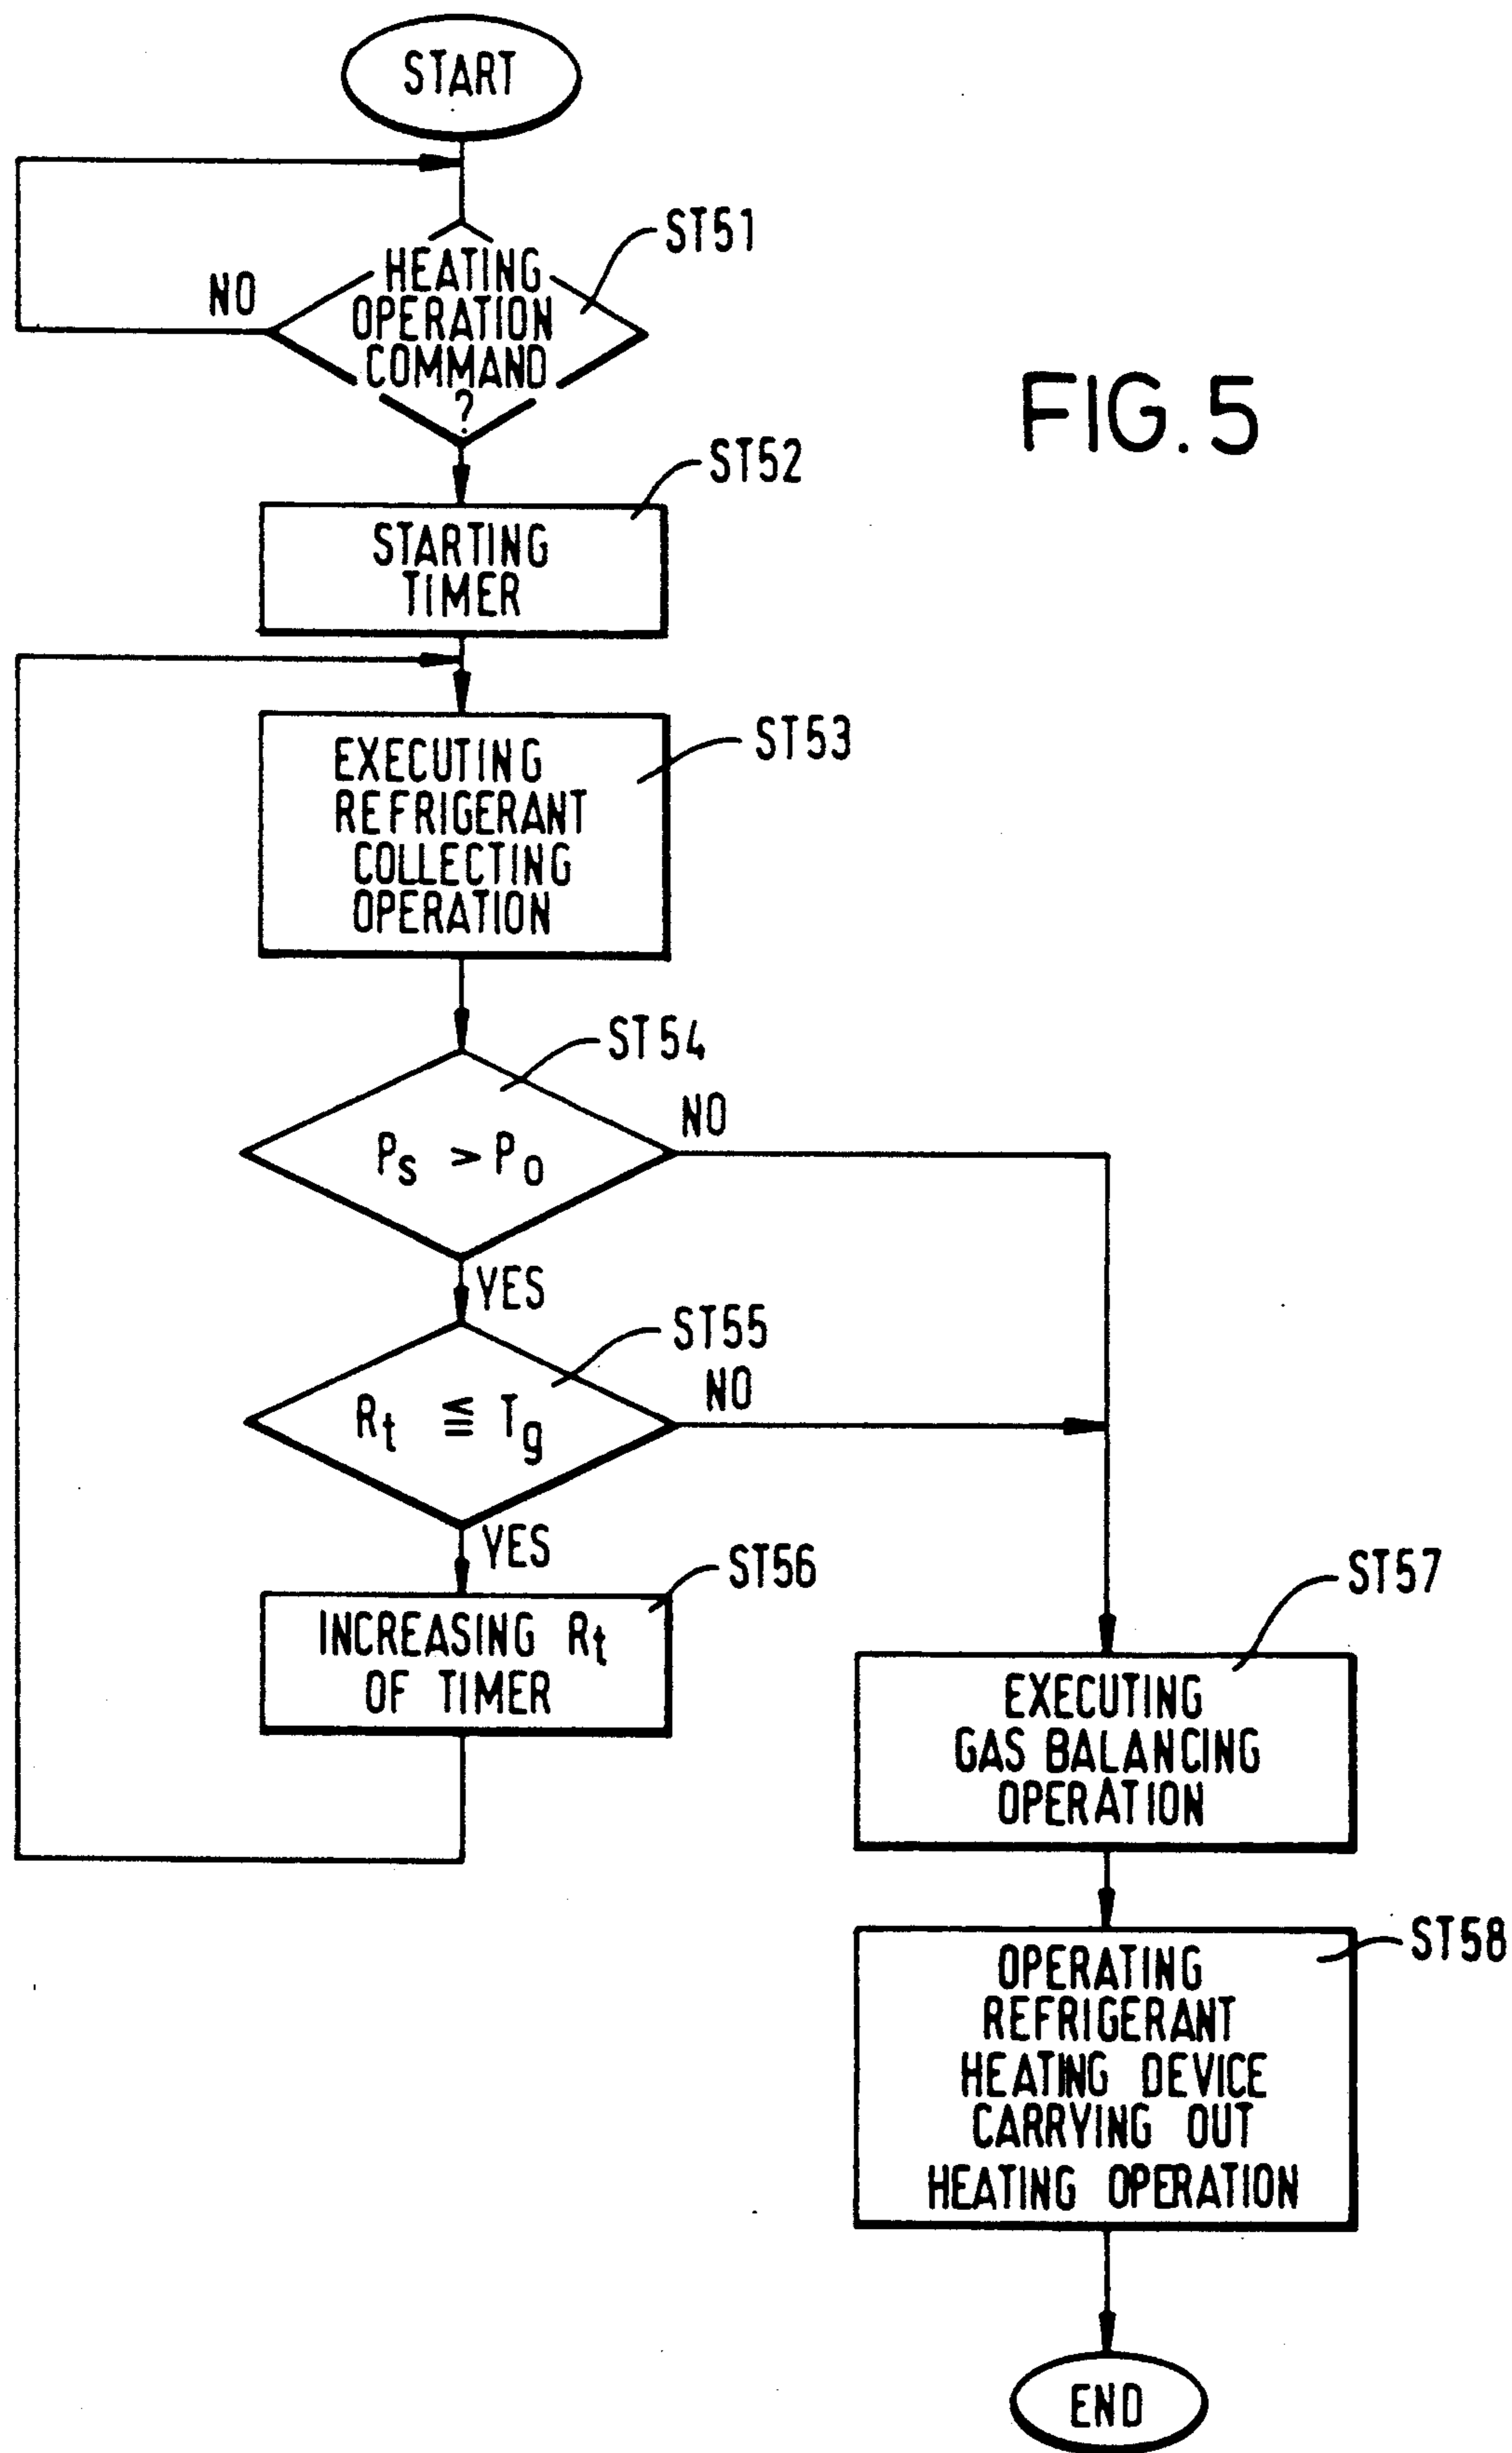 START
ST51
HEATING
OPERATION
COMMAND
?
NO
FIG. 5
ST52
STARTING
TIMER
ST53
EXECUTING
REFRIGERANT
COLLECTING
OPERATION
ST54
Ps > Po
NO
YES
ST55
Rt ≦ Tg
NO
YES
ST56
INCREASING Rt
OF TIMER
ST57
EXECUTING
GAS BALANCING
OPERATION
ST58
OPERATING
REFRIGERANT
HEATING DEVICE
CARRYING OUT
HEATING OPERATION
END